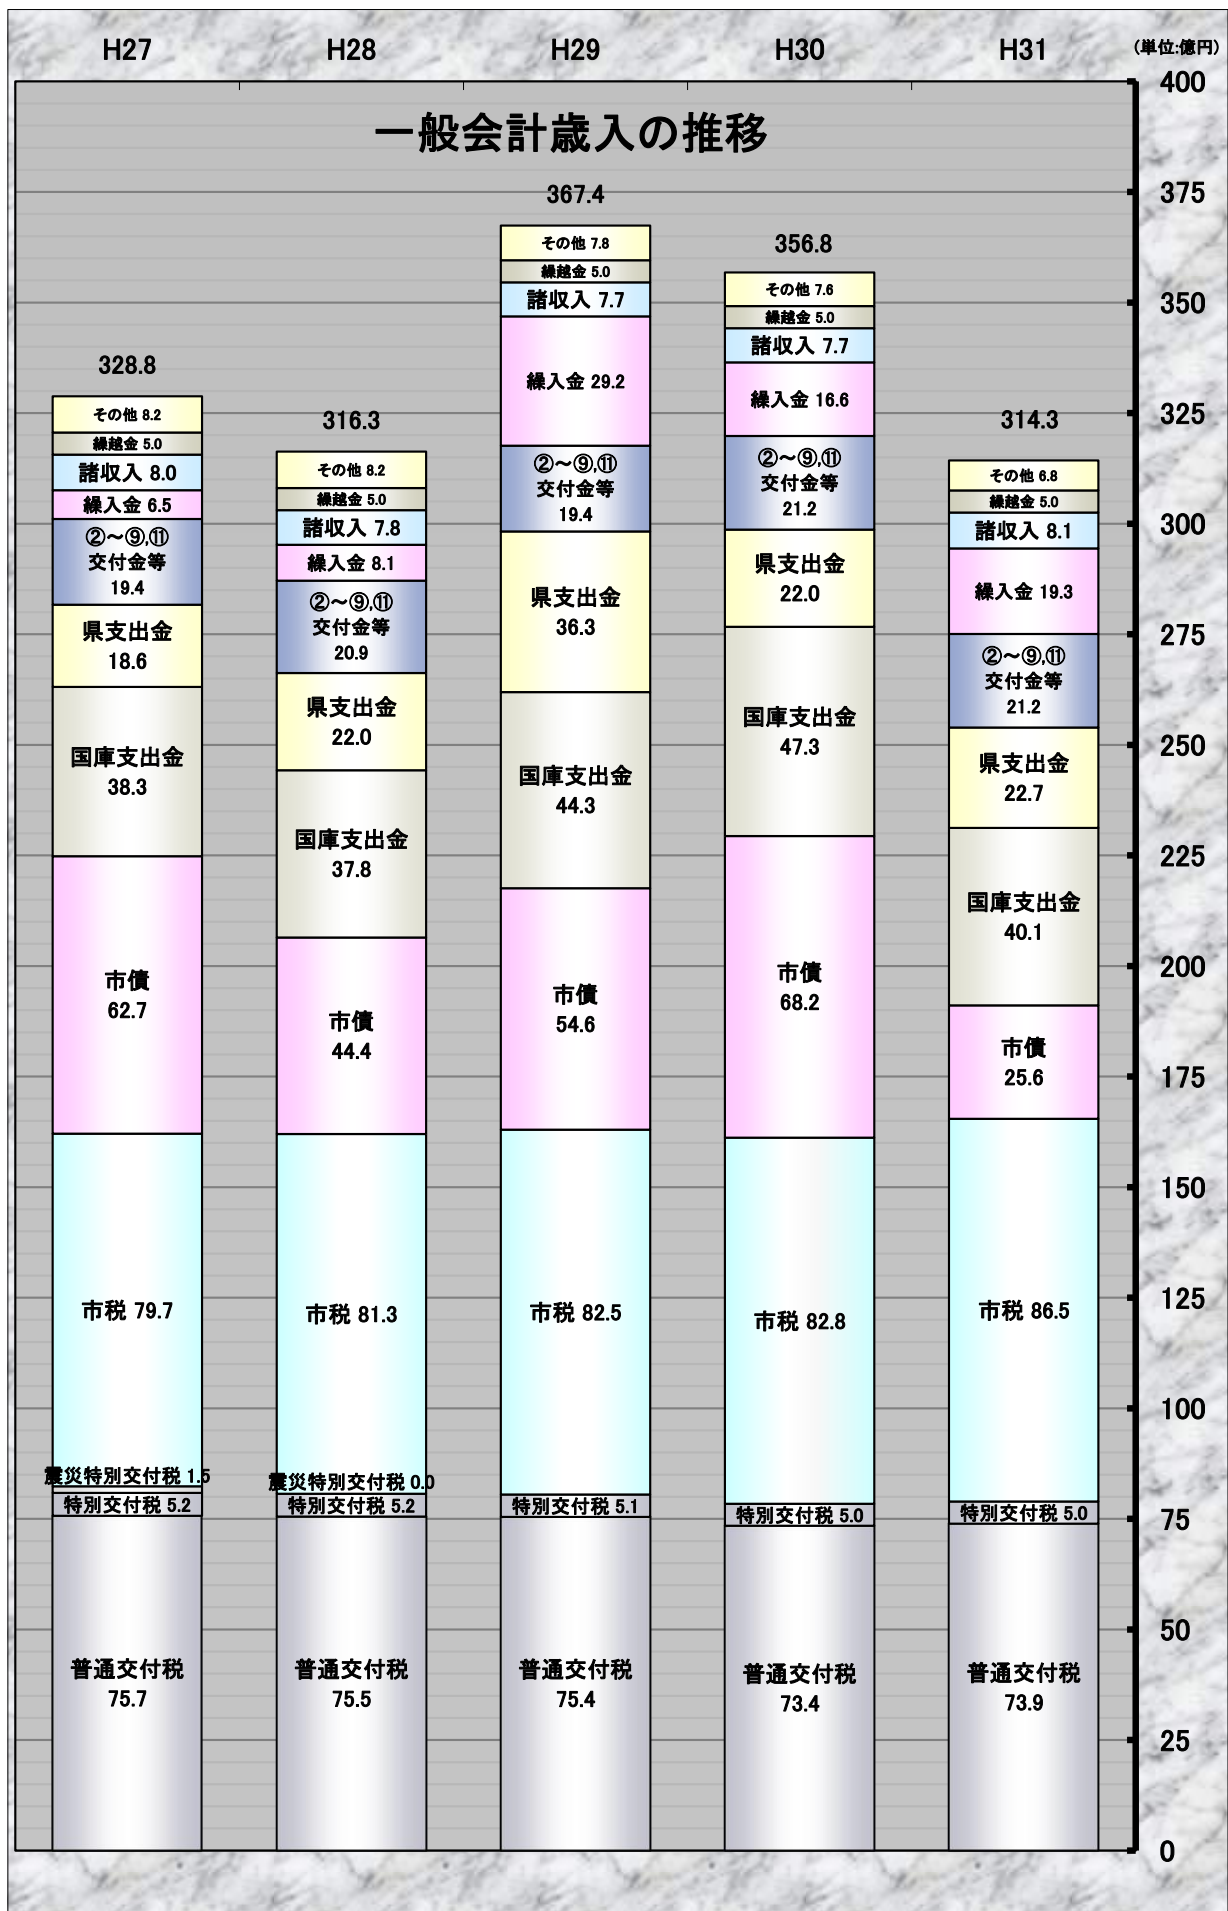 H27 H28 H29 H30 H31 (単位:億円)
一般会計歳入の推移
328.8
その他 8.2
繰越金 5.0
諸収入 8.0
繰入金 6.5
②～⑨,⑪
交付金等
19.4
県支出金
18.6
国庫支出金
38.3
市債
62.7
市税 79.7
震災特別交付税 1.5
特別交付税 5.2
普通交付税
75.7
316.3
その他 8.2
繰越金 5.0
諸収入 7.8
繰入金 8.1
②～⑨,⑪
交付金等
20.9
県支出金
22.0
国庫支出金
37.8
市債
44.4
市税 81.3
震災特別交付税 0.0
特別交付税 5.2
普通交付税
75.5
367.4
その他 7.8
繰越金 5.0
諸収入 7.7
繰入金 29.2
②～⑨,⑪
交付金等
19.4
県支出金
36.3
国庫支出金
44.3
市債
54.6
市税 82.5
特別交付税 5.1
普通交付税
75.4
356.8
その他 7.6
繰越金 5.0
諸収入 7.7
繰入金 16.6
②～⑨,⑪
交付金等
21.2
県支出金
22.0
国庫支出金
47.3
市債
68.2
市税 82.8
特別交付税 5.0
普通交付税
73.4
314.3
その他 6.8
繰越金 5.0
諸収入 8.1
繰入金 19.3
②～⑨,⑪
交付金等
21.2
県支出金
22.7
国庫支出金
40.1
市債
25.6
市税 86.5
特別交付税 5.0
普通交付税
73.9
400
375
350
325
300
275
250
225
200
175
150
125
100
75
50
25
0